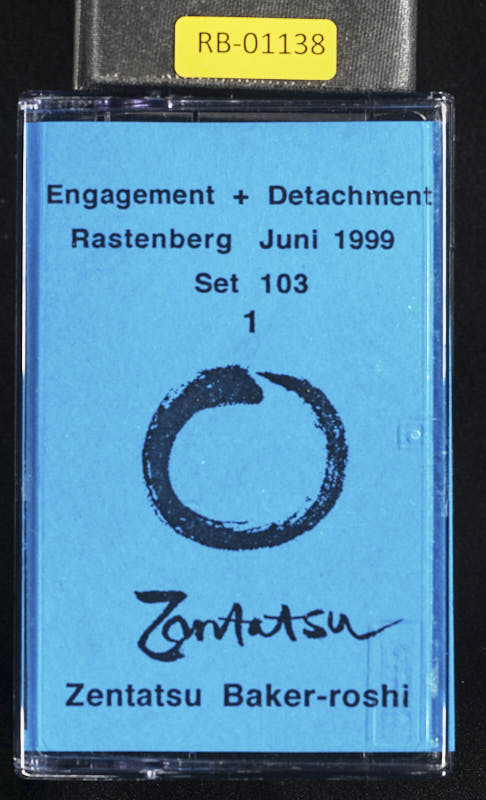 RB-01138
Engagement + Detachment
Rastenberg Juni 1999
Set 103
1
Zentatsu
Zentatsu Baker-roshi